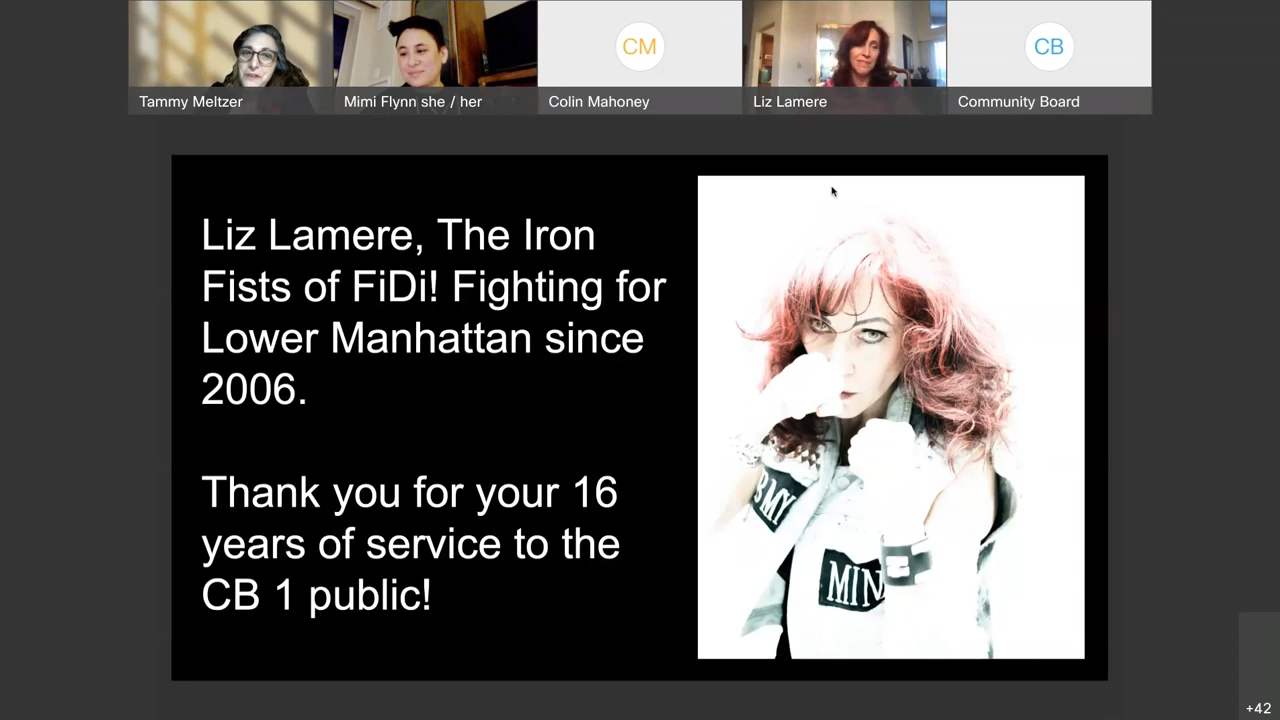 CM
CB
Tammy Meltzer
Mimi Flynn she / her
Colin Mahoney
Liz Lamere
Community Board
Liz Lamere, The Iron
Fists of FiDi! Fighting for
Lower Manhattan since
2006.
Thank you for your 16
years of service to the
CB 1 public!
MY
MIN
+42